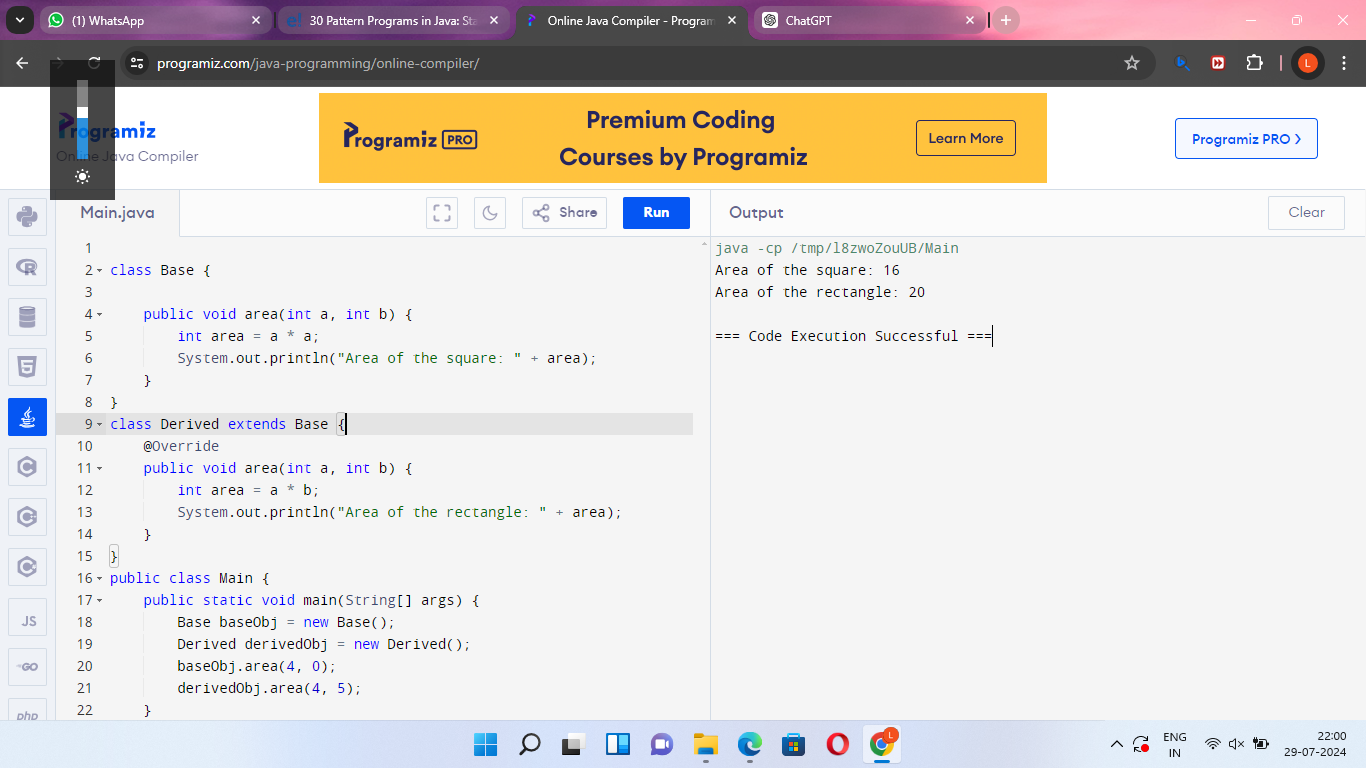 (1) WhatsApp
30 Pattern Programs in Java: Sta
Online Java Compiler - Program
ChatGPT
programiz.com/java-programming/online-compiler/
L
Programiz
Online Java Compiler
Programiz PRO
Premium Coding
Courses by Programiz
Learn More
Programiz PRO >
Main.java
Share
Run
Output
Clear
1
2 class Base {
3
4 public void area(int a, int b) {
5 int area = a * a;
6 System.out.println("Area of the square: " + area);
7 }
8 }
9 class Derived extends Base {
10 @Override
11 public void area(int a, int b) {
12 int area = a * b;
13 System.out.println("Area of the rectangle: " + area);
14 }
15 }
16 public class Main {
17 public static void main(String[] args) {
18 Base baseObj = new Base();
19 Derived derivedObj = new Derived();
20 baseObj.area(4, 0);
21 derivedObj.area(4, 5);
22 }
java -cp /tmp/l8zwoZouUB/Main
Area of the square: 16
Area of the rectangle: 20
=== Code Execution Successful ===
JS
GO
php
L
ENG
IN
22:00
29-07-2024